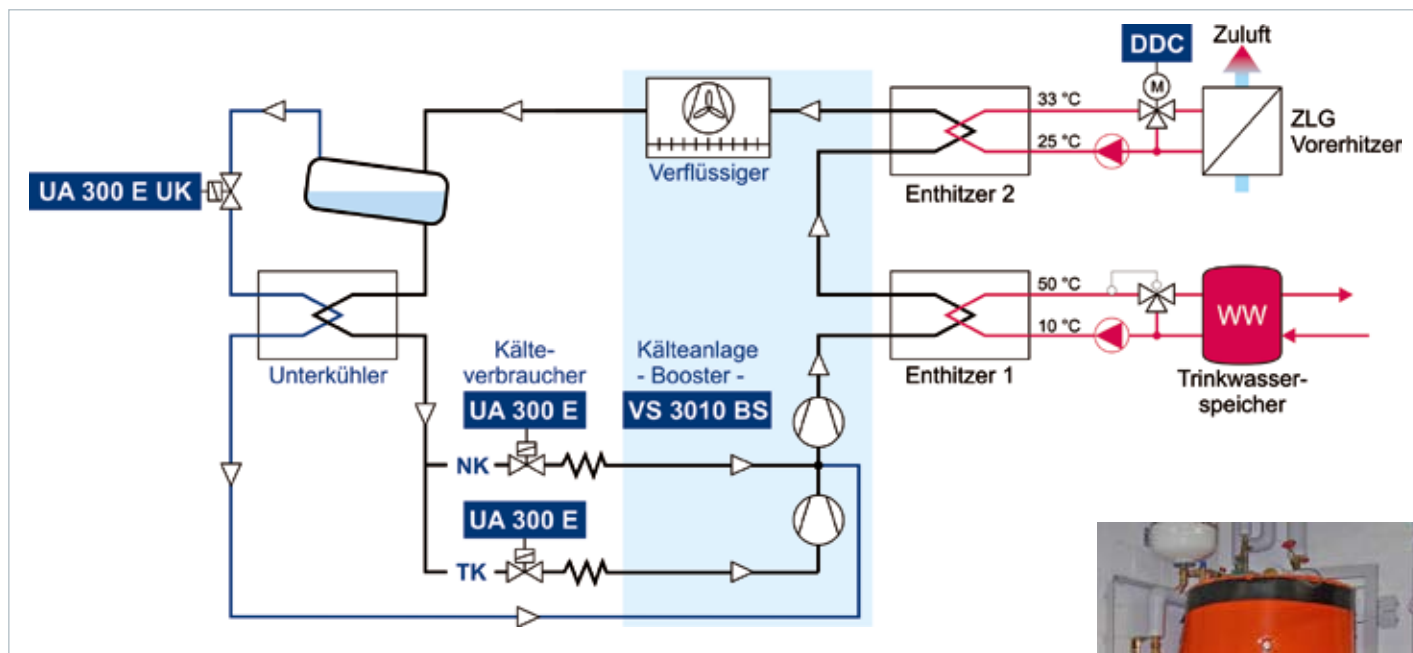 DDC
Zuluft
M
33 °C
25 °C
ZLG
Vorerhitzer
Verflüssiger
Enthitzer 2
UA 300 E UK
50 °C
10 °C
WW
Unterkühler
Kälte-
verbraucher
UA 300 E
Kälteanlage
- Booster -
VS 3010 BS
Enthitzer 1
Trinkwasser-
speicher
NK
UA 300 E
TK